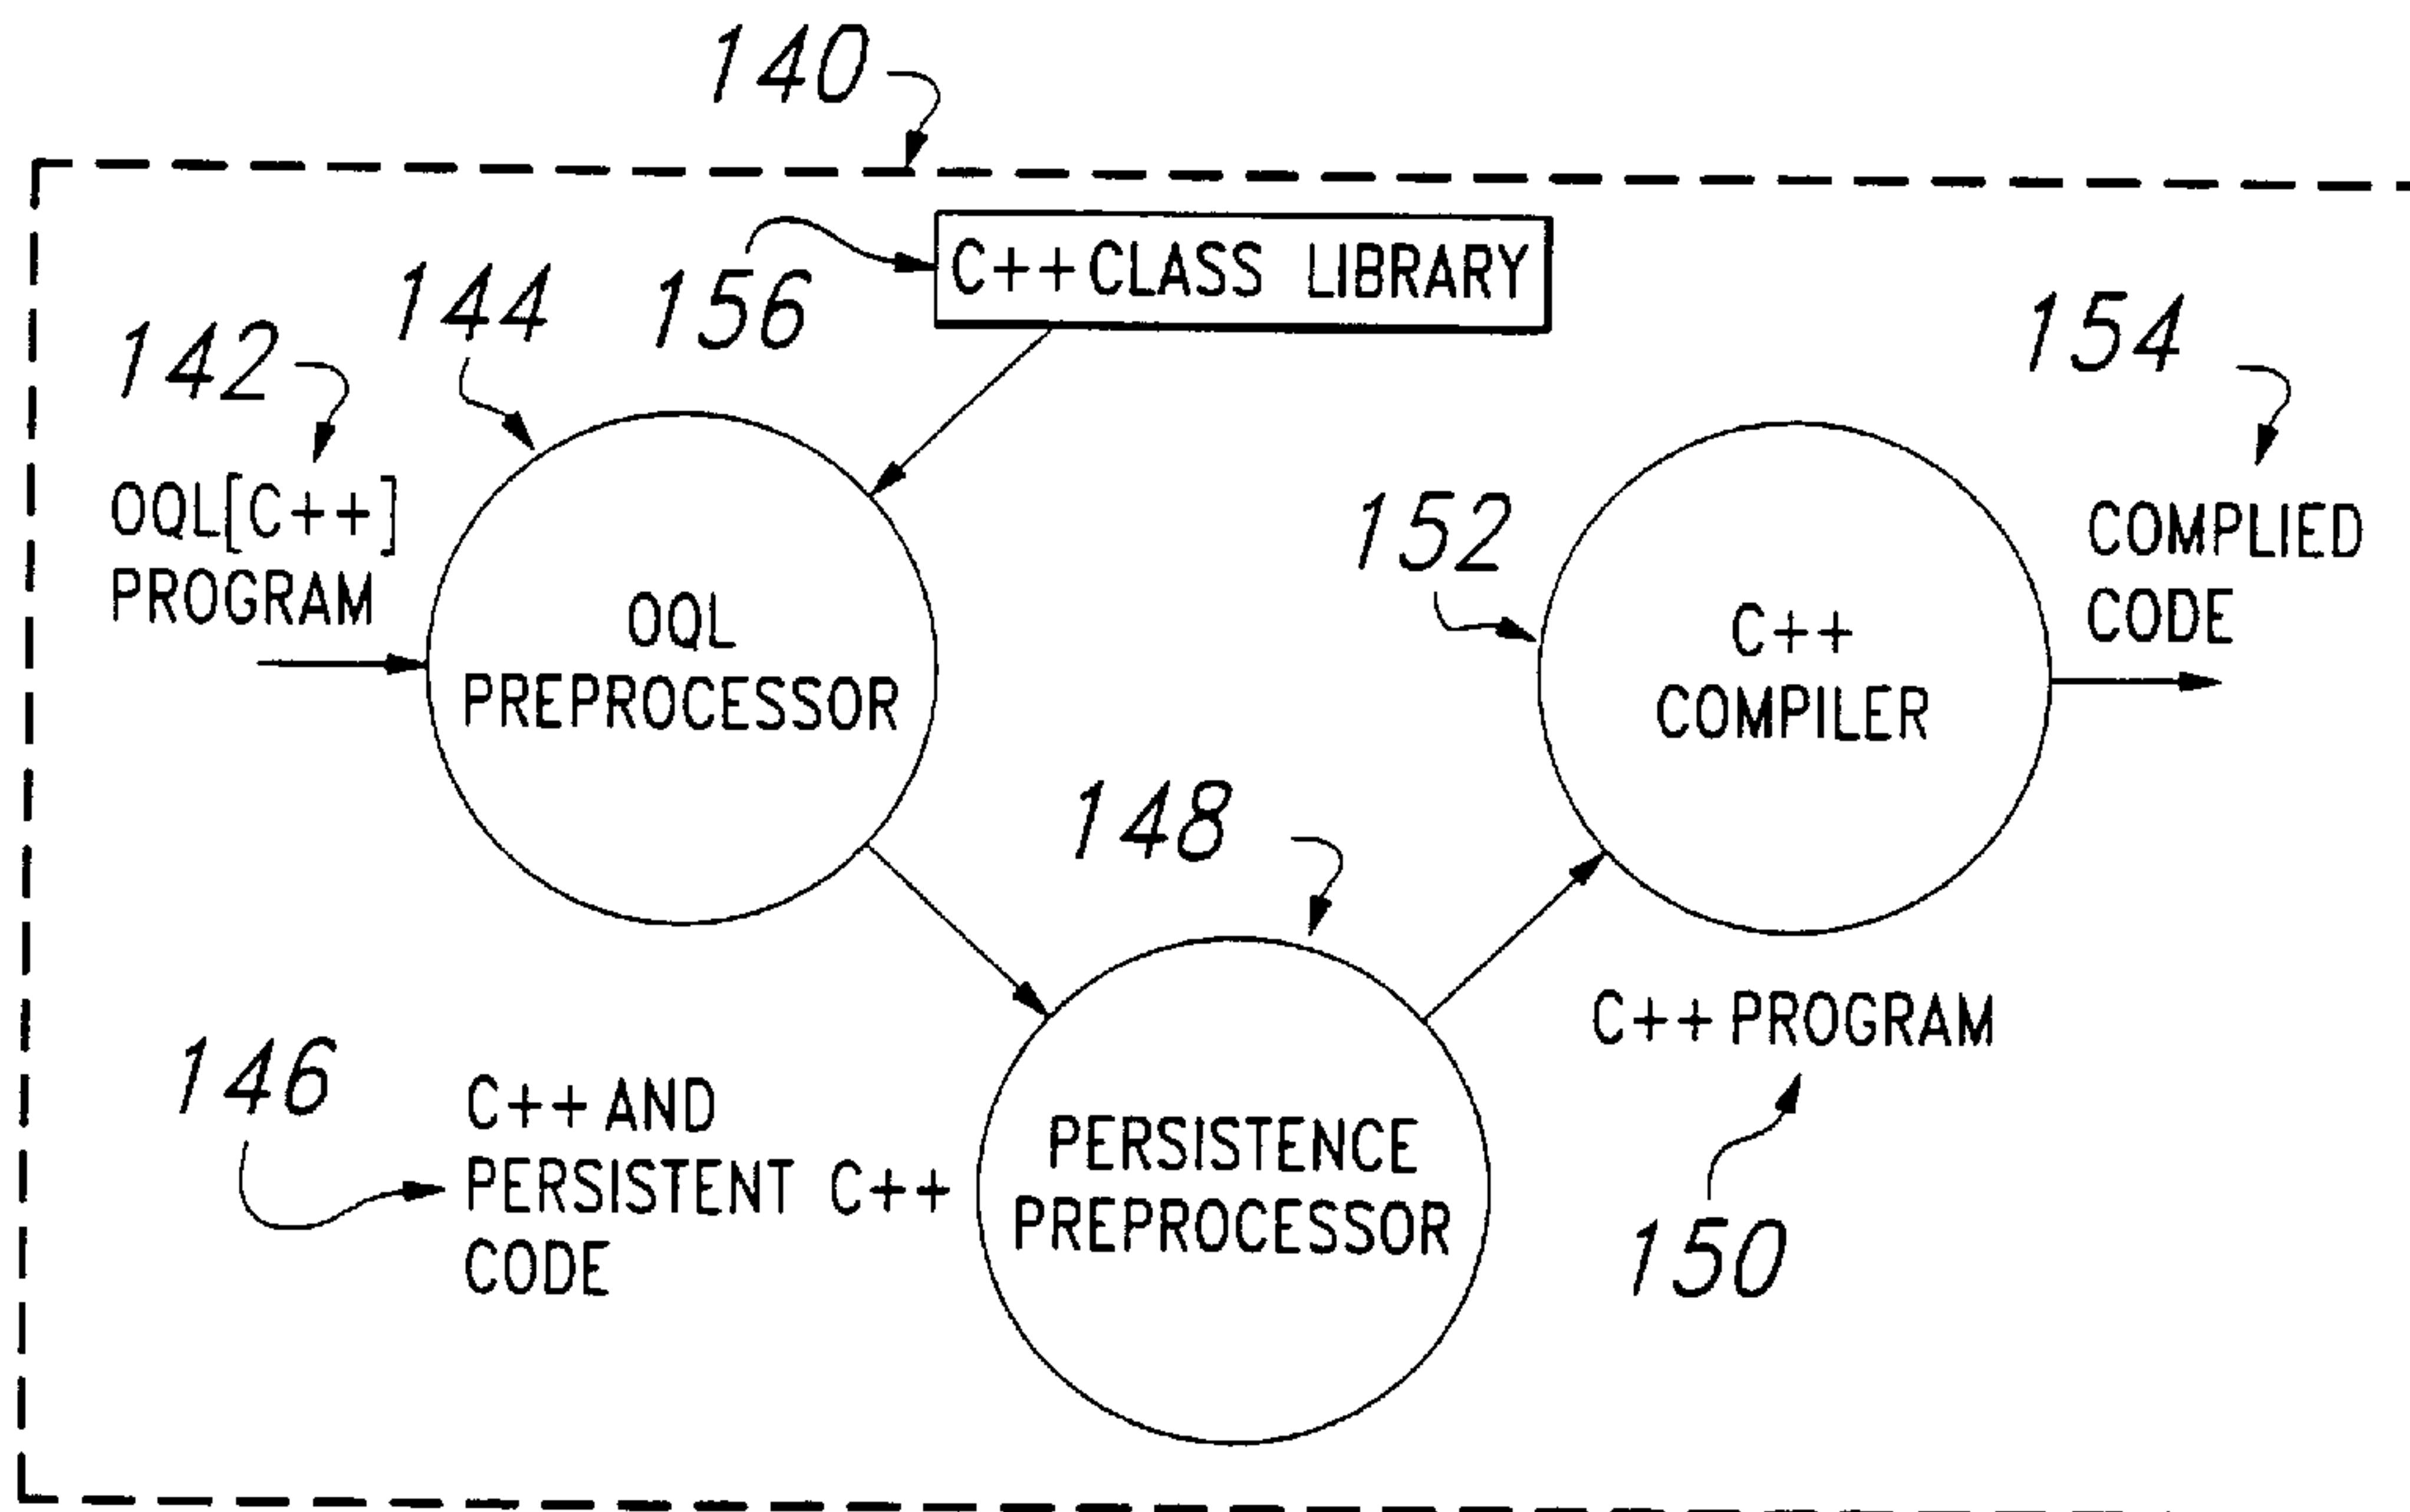 140
C++ CLASS LIBRARY
156
144
142
154
OQL[C++]
PROGRAM
OQL
PREPROCESSOR
152
C++
COMPILER
COMPLIED
CODE
148
146
C++ AND
PERSISTENT C++
CODE
PERSISTENCE
PREPROCESSOR
C++ PROGRAM
150